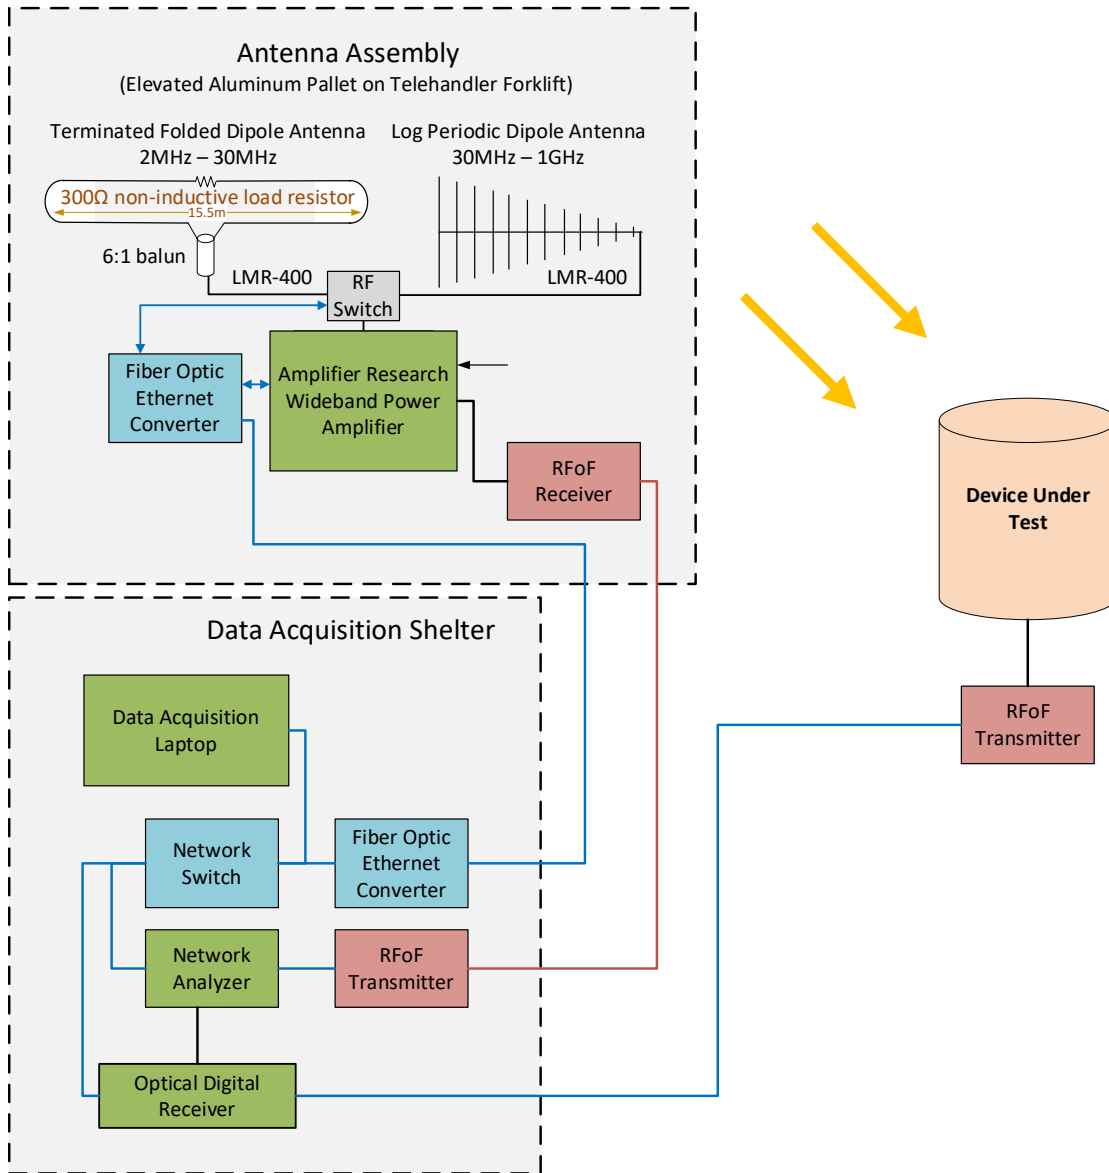 Antenna Assembly
(Elevated Aluminum Pallet on Telehandler Forklift)
Terminated Folded Dipole Antenna
2MHz – 30MHz
Log Periodic Dipole Antenna
30MHz – 1GHz
300Ω non-inductive load resistor
15.5m
6:1 balun
LMR-400
RF
Switch
LMR-400
Fiber Optic
Ethernet
Converter
Amplifier Research
Wideband Power
Amplifier
RFoF
Receiver
Device Under
Test
Data Acquisition Shelter
Data Acquisition
Laptop
RFoF
Transmitter
Network
Switch
Fiber Optic
Ethernet
Converter
Network
Analyzer
RFoF
Transmitter
Optical Digital
Receiver